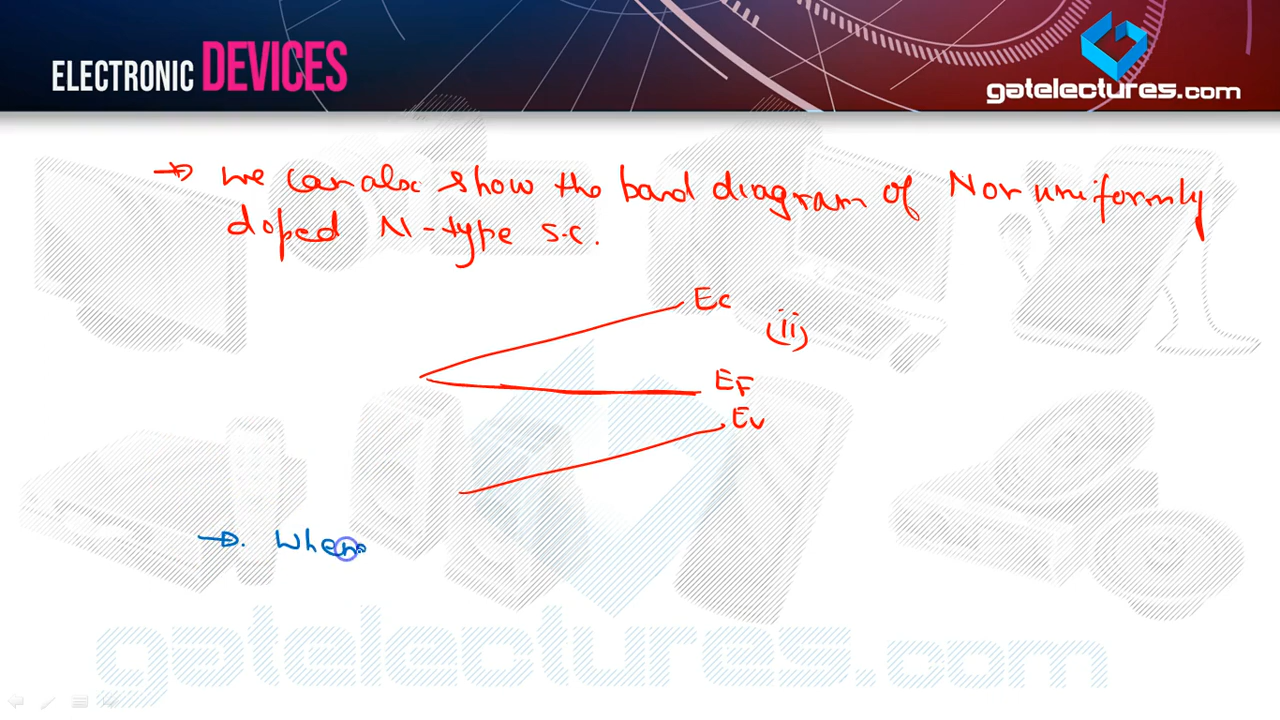 ELECTRONIC DEVICES
gatelectures.com
→ we can also show the band diagram of Non uniformly
doped N-type s.c.
Ec
(ii)
EF
Ev
→. When
gatelectures.com